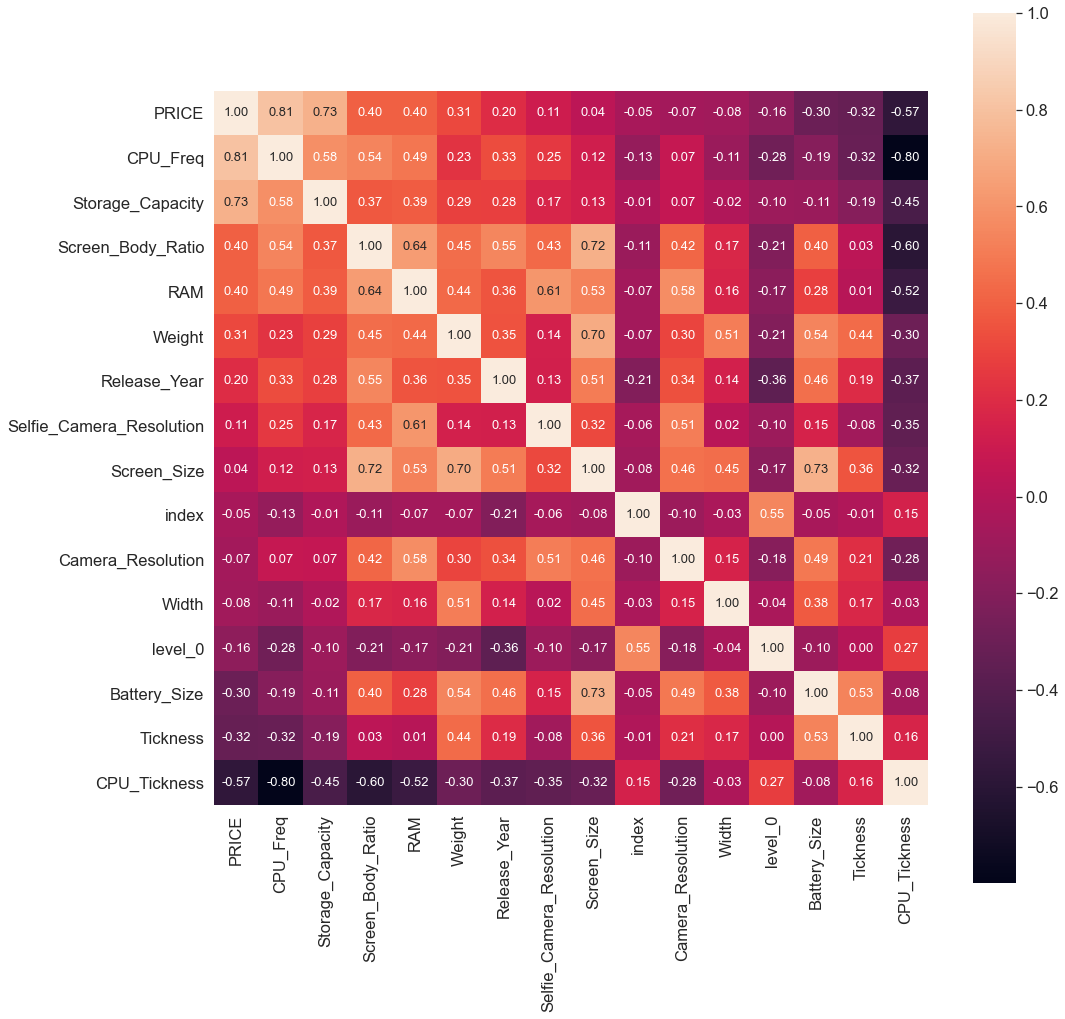 1.0
PRICE 1.00 0.81 0.73 0.40 0.40 0.31 0.20 0.11 0.04 -0.05 -0.07 -0.08 -0.16 -0.30 -0.32 -0.57
CPU_Freq 0.81 1.00 0.58 0.54 0.49 0.23 0.33 0.25 0.12 -0.13 0.07 -0.11 -0.28 -0.19 -0.32 -0.80
0.8
Storage_Capacity 0.73 0.58 1.00 0.37 0.39 0.29 0.28 0.17 0.13 -0.01 0.07 -0.02 -0.10 -0.11 -0.19 -0.45
0.6
Screen_Body_Ratio 0.40 0.54 0.37 1.00 0.64 0.45 0.55 0.43 0.72 -0.11 0.42 0.17 -0.21 0.40 0.03 -0.60
RAM 0.40 0.49 0.39 0.64 1.00 0.44 0.36 0.61 0.53 -0.07 0.58 0.16 -0.17 0.28 0.01 -0.52
0.4
Weight 0.31 0.23 0.29 0.45 0.44 1.00 0.35 0.14 0.70 -0.07 0.30 0.51 -0.21 0.54 0.44 -0.30
Release_Year 0.20 0.33 0.28 0.55 0.36 0.35 1.00 0.13 0.51 -0.21 0.34 0.14 -0.36 0.46 0.19 -0.37
0.2
Selfie_Camera_Resolution 0.11 0.25 0.17 0.43 0.61 0.14 0.13 1.00 0.32 -0.06 0.51 0.02 -0.10 0.15 -0.08 -0.35
Screen_Size 0.04 0.12 0.13 0.72 0.53 0.70 0.51 0.32 1.00 -0.08 0.46 0.45 -0.17 0.73 0.36 -0.32
0.0
index -0.05 -0.13 -0.01 -0.11 -0.07 -0.07 -0.21 -0.06 -0.08 1.00 -0.10 -0.03 0.55 -0.05 -0.01 0.15
Camera_Resolution -0.07 0.07 0.07 0.42 0.58 0.30 0.34 0.51 0.46 -0.10 1.00 0.15 -0.18 0.49 0.21 -0.28
−0.2
Width -0.08 -0.11 -0.02 0.17 0.16 0.51 0.14 0.02 0.45 -0.03 0.15 1.00 -0.04 0.38 0.17 -0.03
level_0 -0.16 -0.28 -0.10 -0.21 -0.17 -0.21 -0.36 -0.10 -0.17 0.55 -0.18 -0.04 1.00 -0.10 0.00 0.27
−0.4
Battery_Size -0.30 -0.19 -0.11 0.40 0.28 0.54 0.46 0.15 0.73 -0.05 0.49 0.38 -0.10 1.00 0.53 -0.08
Tickness -0.32 -0.32 -0.19 0.03 0.01 0.44 0.19 -0.08 0.36 -0.01 0.21 0.17 0.00 0.53 1.00 0.16
CPU_Tickness -0.57 -0.80 -0.45 -0.60 -0.52 -0.30 -0.37 -0.35 -0.32 0.15 -0.28 -0.03 0.27 -0.08 0.16 1.00
−0.6
PRICE
CPU_Freq
Storage_Capacity
Screen_Body_Ratio
RAM
Weight
Release_Year
Selfie_Camera_Resolution
Screen_Size
index
Camera_Resolution
Width
level_0
Battery_Size
Tickness
CPU_Tickness